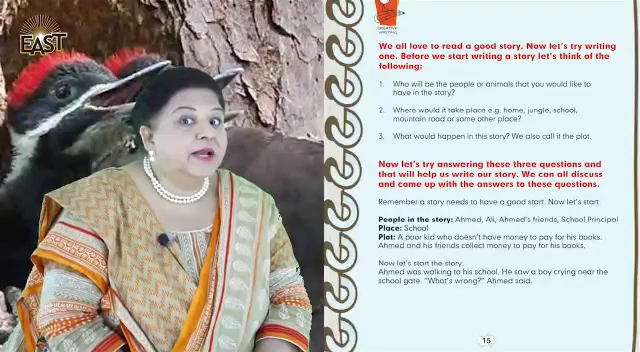 EAST
CREATIVE
WRITING
We all love to read a good story. Now let's try writing
one. Before we start writing a story let's think of the
following:
1. Who will be the people or animals that you would like to
have in the story?
2. Where would it take place e.g. home, jungle, school,
mountain road or some other place?
3. What would happen in this story? We also call it the plot.
Now let's try answering these three questions and
that will help us write our story. We can all discuss
and come up with the answers to these questions.
Remember a story needs to have a good start. Now let's start
People in the story: Ahmed, Ali, Ahmed's friends, School Principal
Place: School
Plot: A poor kid who doesn't have money to pay for his books.
Ahmed and his friends collect money to pay for his books.
Now let's start the story.
Ahmed was walking to his school. He saw a boy crying near the
school gate. "What's wrong?" Ahmed said.
15